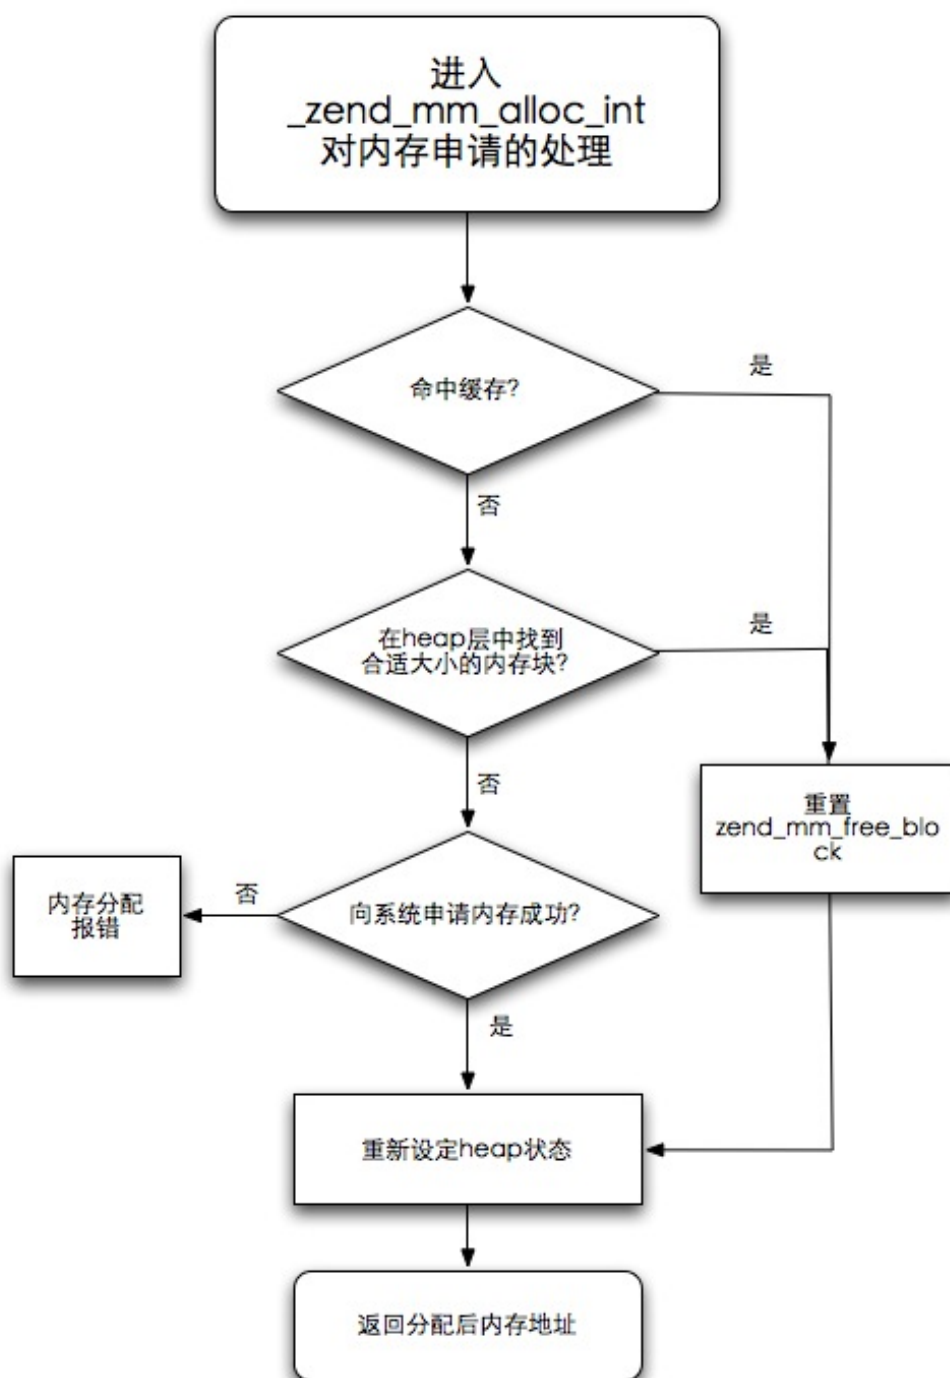 进入
_zend_mm_alloc_int
对内存申请的处理
命中缓存?
是
否
在heap层中找到
合适大小的内存块?
是
否
重置
zend_mm_free_blo
ck
向系统申请内存成功?
否
内存分配
报错
是
重新设定heap状态
返回分配后内存地址